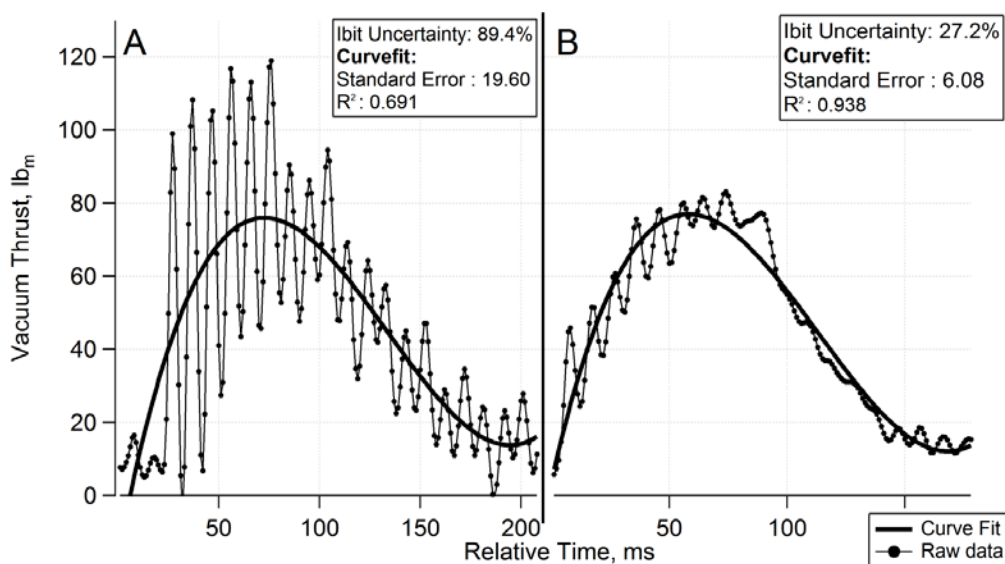 A
Ibit Uncertainty: 89.4%
Curvefit:
Standard Error : 19.60
R²: 0.691
B
Ibit Uncertainty: 27.2%
Curvefit:
Standard Error : 6.08
R²: 0.938
Vacuum Thrust, lbₘ
120
100
80
60
40
20
0
50
100
150
200
50
100
Relative Time, ms
Curve Fit
Raw data